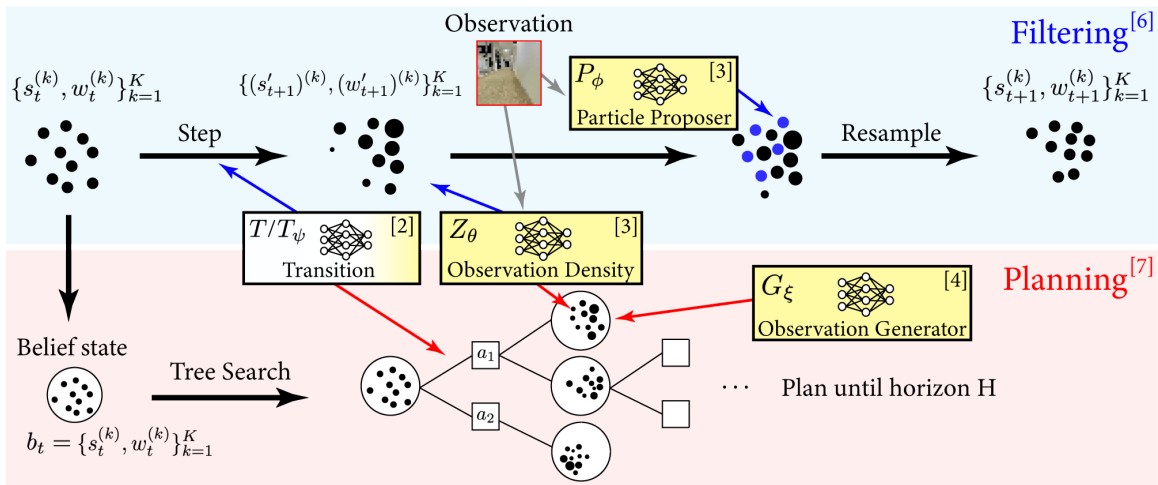 Observation
Filtering[6]
{s_t^{(k)}, w_t^{(k)}}_{k=1}^K
{(s'_{t+1})^{(k)}, (w'_{t+1})^{(k)}}_{k=1}^K
P_ϕ [3]
Particle Proposer
{s_{t+1}^{(k)}, w_{t+1}^{(k)}}_{k=1}^K
Step
Resample
T/T_ψ [2]
Transition
Z_θ [3]
Observation Density
Planning[7]
G_ξ [4]
Observation Generator
Belief state
Tree Search
a_1
a_2
... Plan until horizon H
b_t = {s_t^{(k)}, w_t^{(k)}}_{k=1}^K